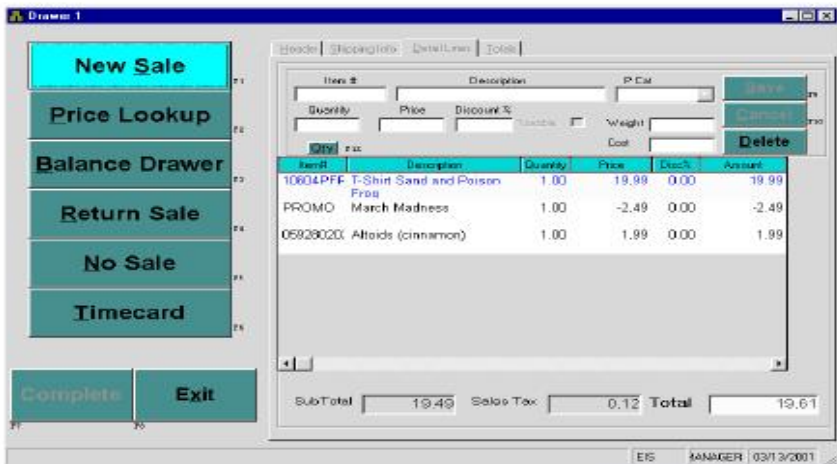 Drawer 1
New Sale
F1
Price Lookup
F2
Balance Drawer
F3
Return Sale
F4
No Sale
F5
Timecard
F6
Complete Exit
Header Shipping Info Detail Lines Totals
Item # Description P Cat
Save
Quantity Price Discount % Taxable Weight Cancel
Qty Cost Delete
Item# Description Quantity Price Disc% Amount
T-Shirt Sand and Poison 1.00 19.99 0.00 19.99
Frog
PROMO March Madness 1.00 -2.49 0.00 -2.49
Altoids (cinnamon) 1.00 1.99 0.00 1.99
SubTotal 19.49 Sales Tax 0.12 Total 19.61
EIS MANAGER 03/13/2001